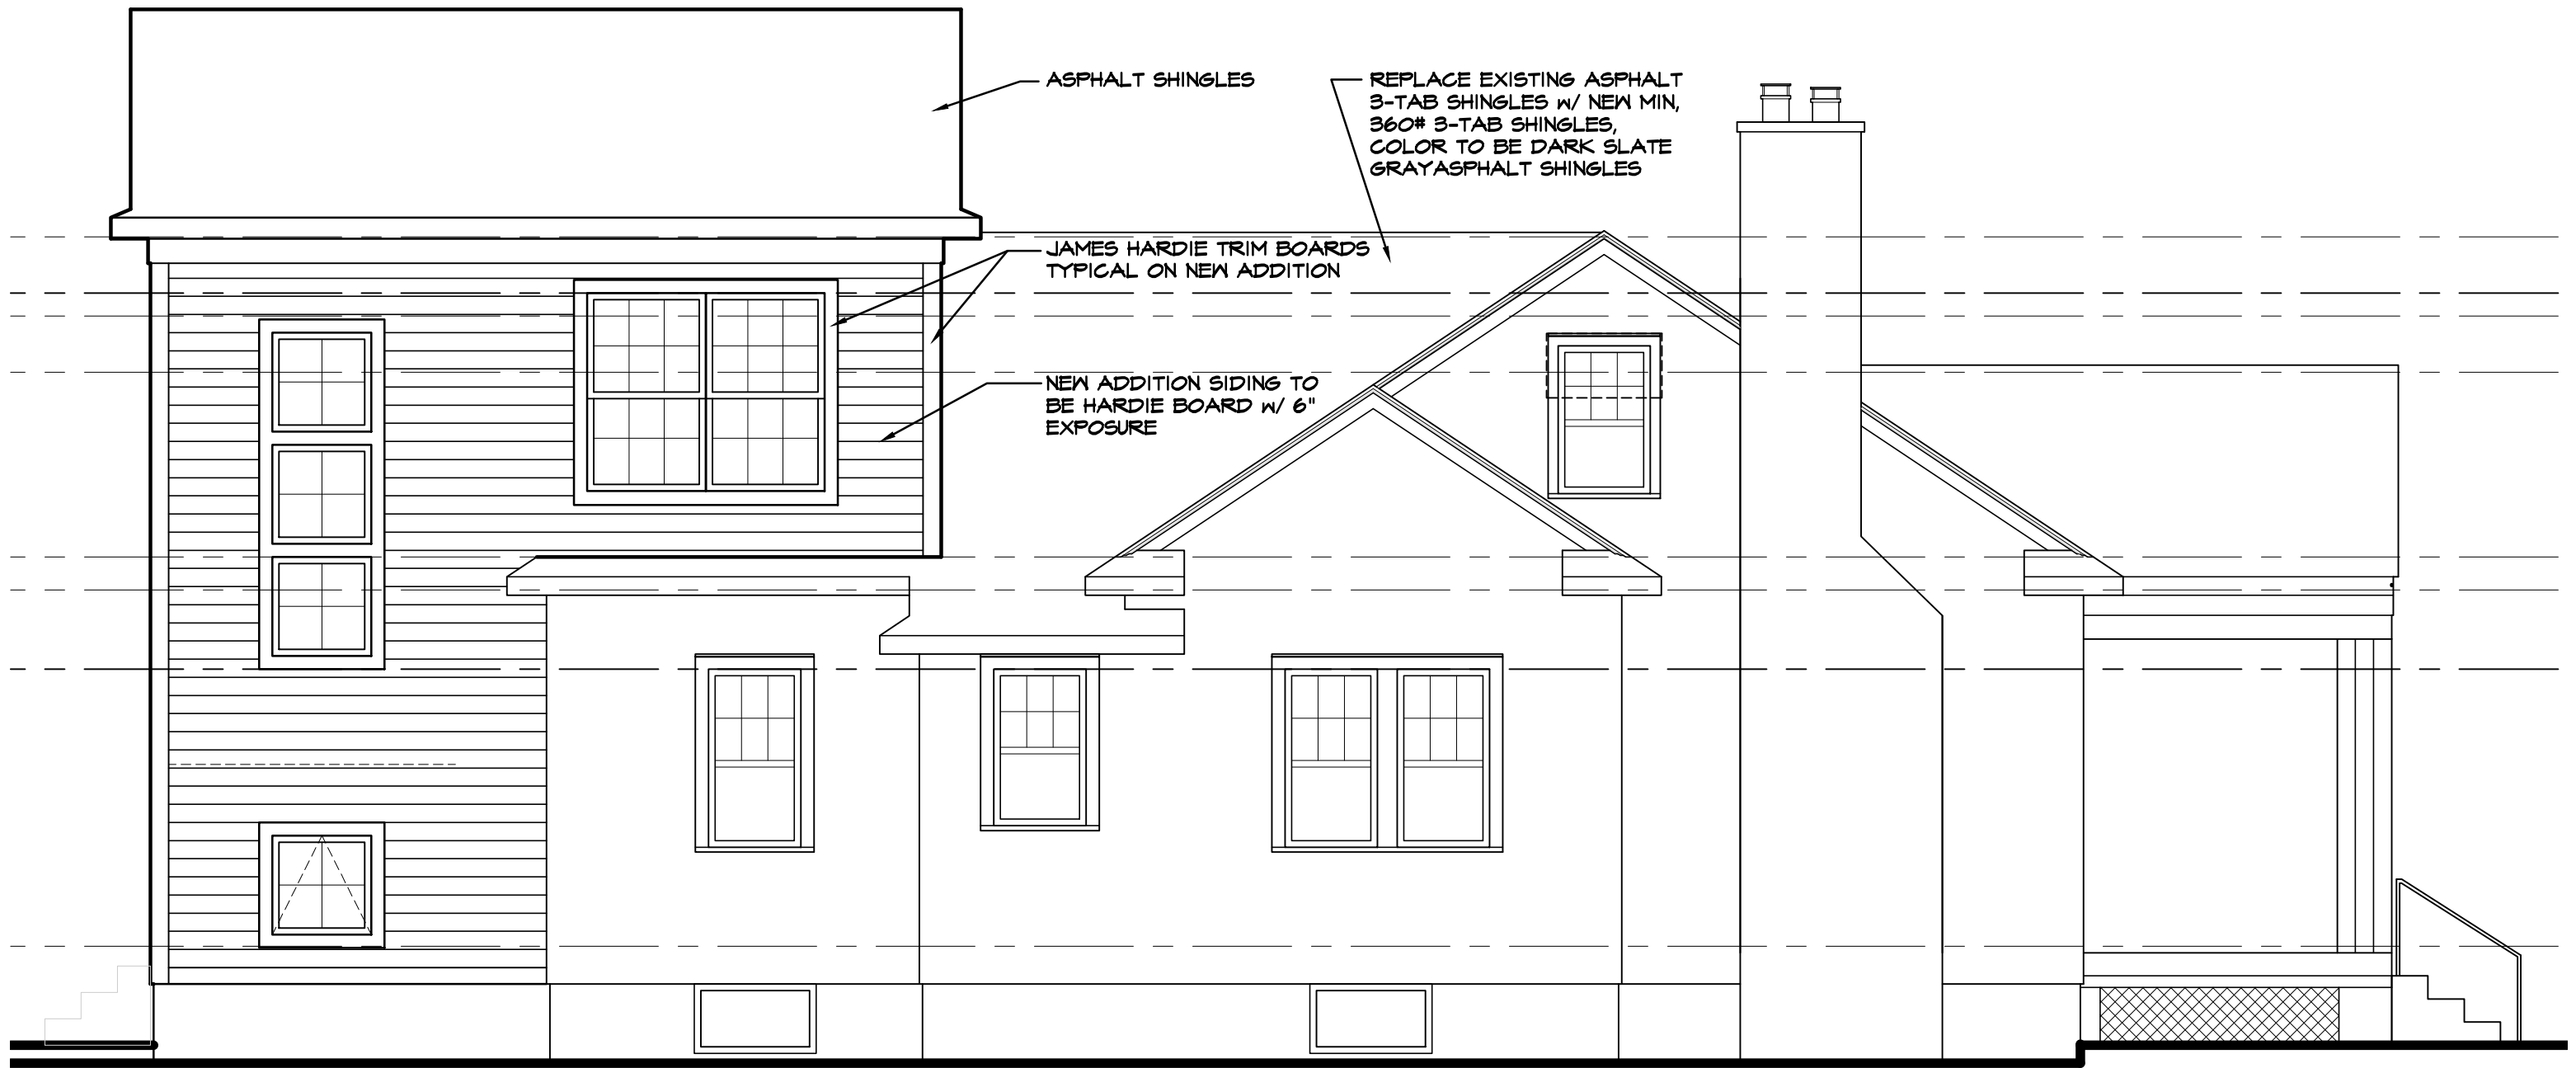 ASPHALT SHINGLES
REPLACE EXISTING ASPHALT
3-TAB SHINGLES w/ NEW MIN,
360# 3-TAB SHINGLES,
COLOR TO BE DARK SLATE
GRAYASPHALT SHINGLES
JAMES HARDIE TRIM BOARDS
TYPICAL ON NEW ADDITION
NEW ADDITION SIDING TO
BE HARDIE BOARD w/ 6"
EXPOSURE